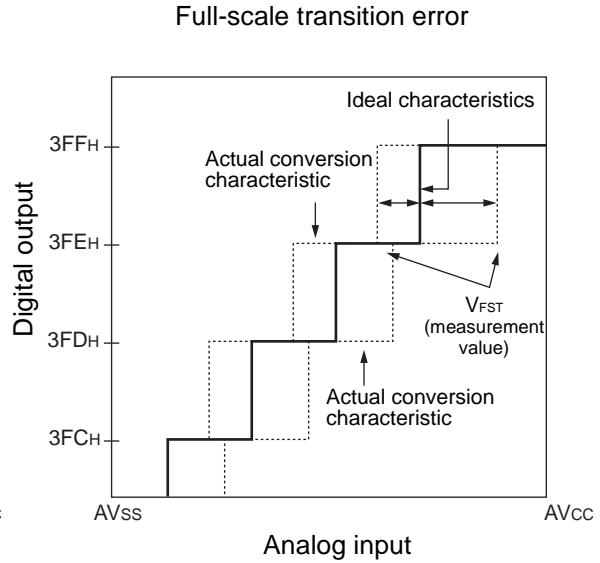 Full-scale transition error
Ideal characteristics
3FFH
Actual conversion
characteristic
3FEH
Digital output
VFST
(measurement
value)
3FDH
Actual conversion
characteristic
3FCH
AVSS
AVCC
Analog input